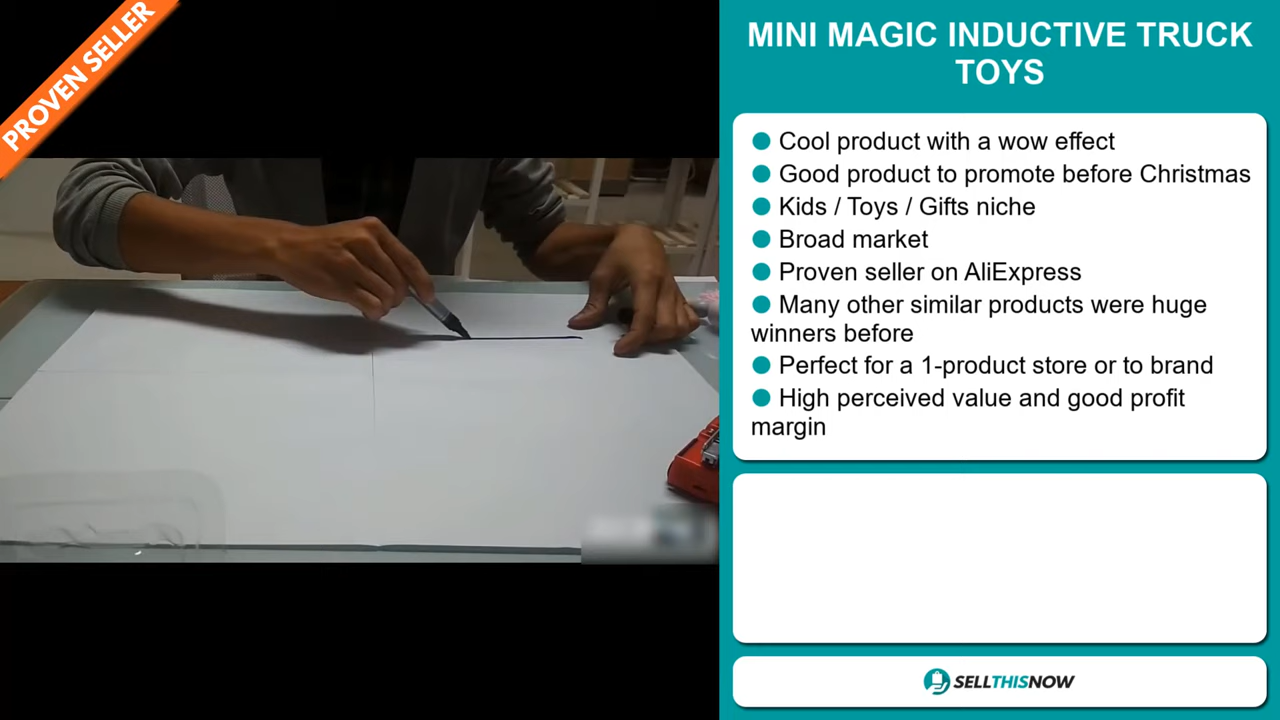 PROVEN SELLER
MINI MAGIC INDUCTIVE TRUCK
TOYS
● Cool product with a wow effect
● Good product to promote before Christmas
● Kids / Toys / Gifts niche
● Broad market
● Proven seller on AliExpress
● Many other similar products were huge
winners before
● Perfect for a 1-product store or to brand
● High perceived value and good profit
margin
SELLTHISNOW